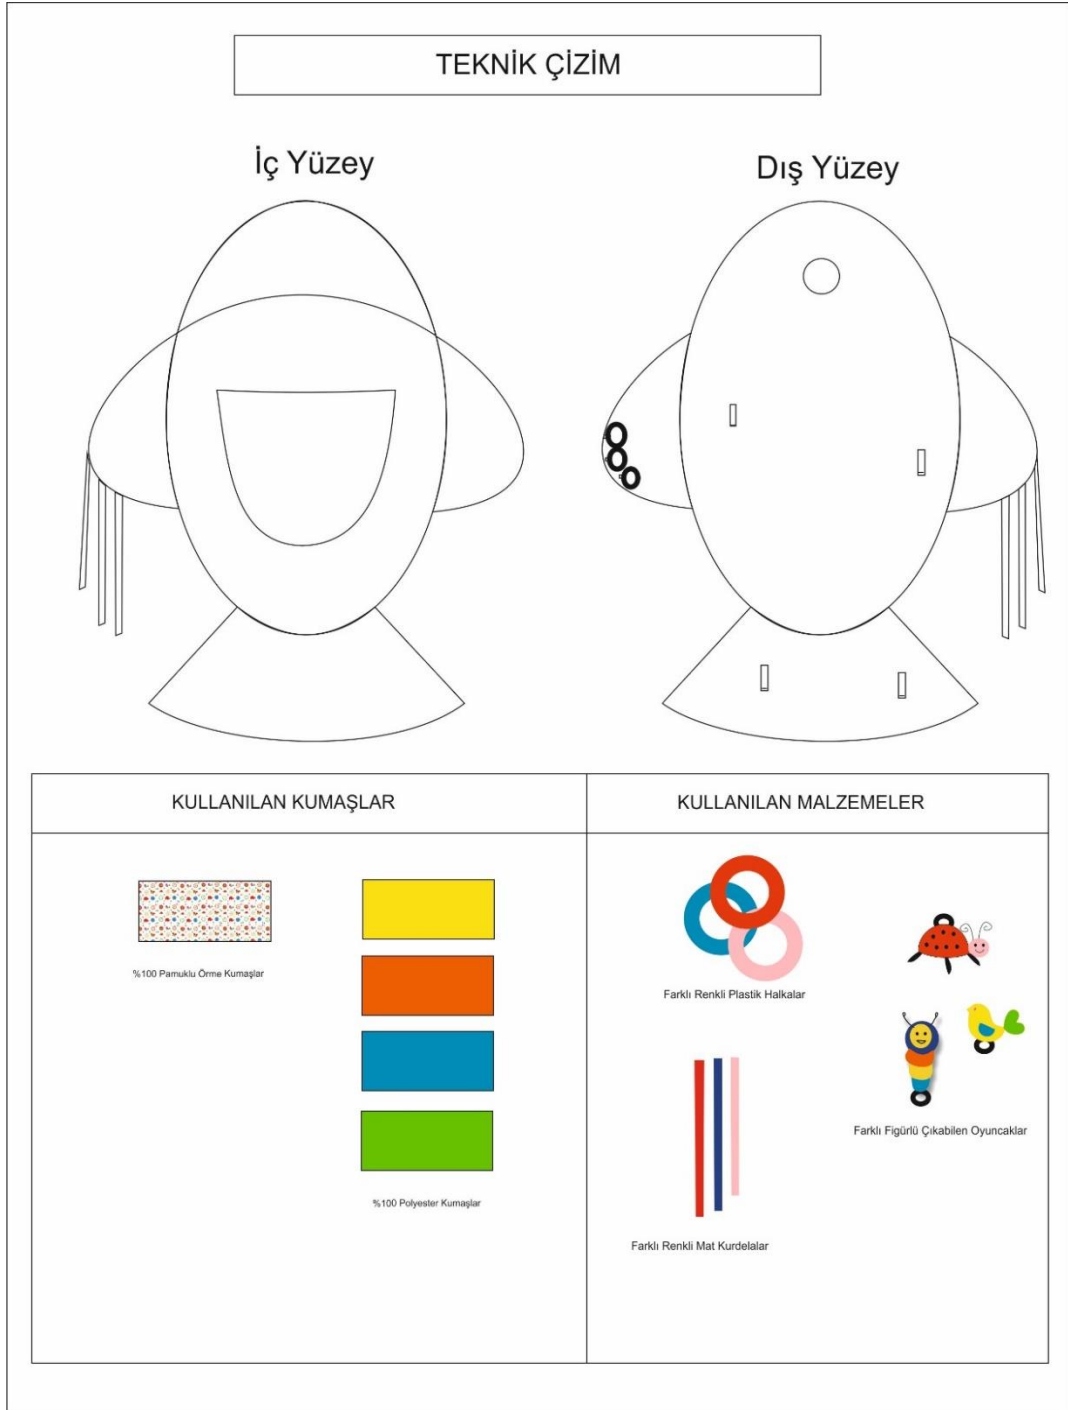 TEKNİK ÇİZİM
İç Yüzey
Dış Yüzey
KULLANILAN KUMAŞLAR
KULLANILAN MALZEMELER
%100 Pamuklu Örme Kumaşlar
%100 Polyester Kumaşlar
Farklı Renkli Plastik Halkalar
Farklı Figürlü Çıkabilen Oyuncaklar
Farklı Renkli Mat Kurdelalar